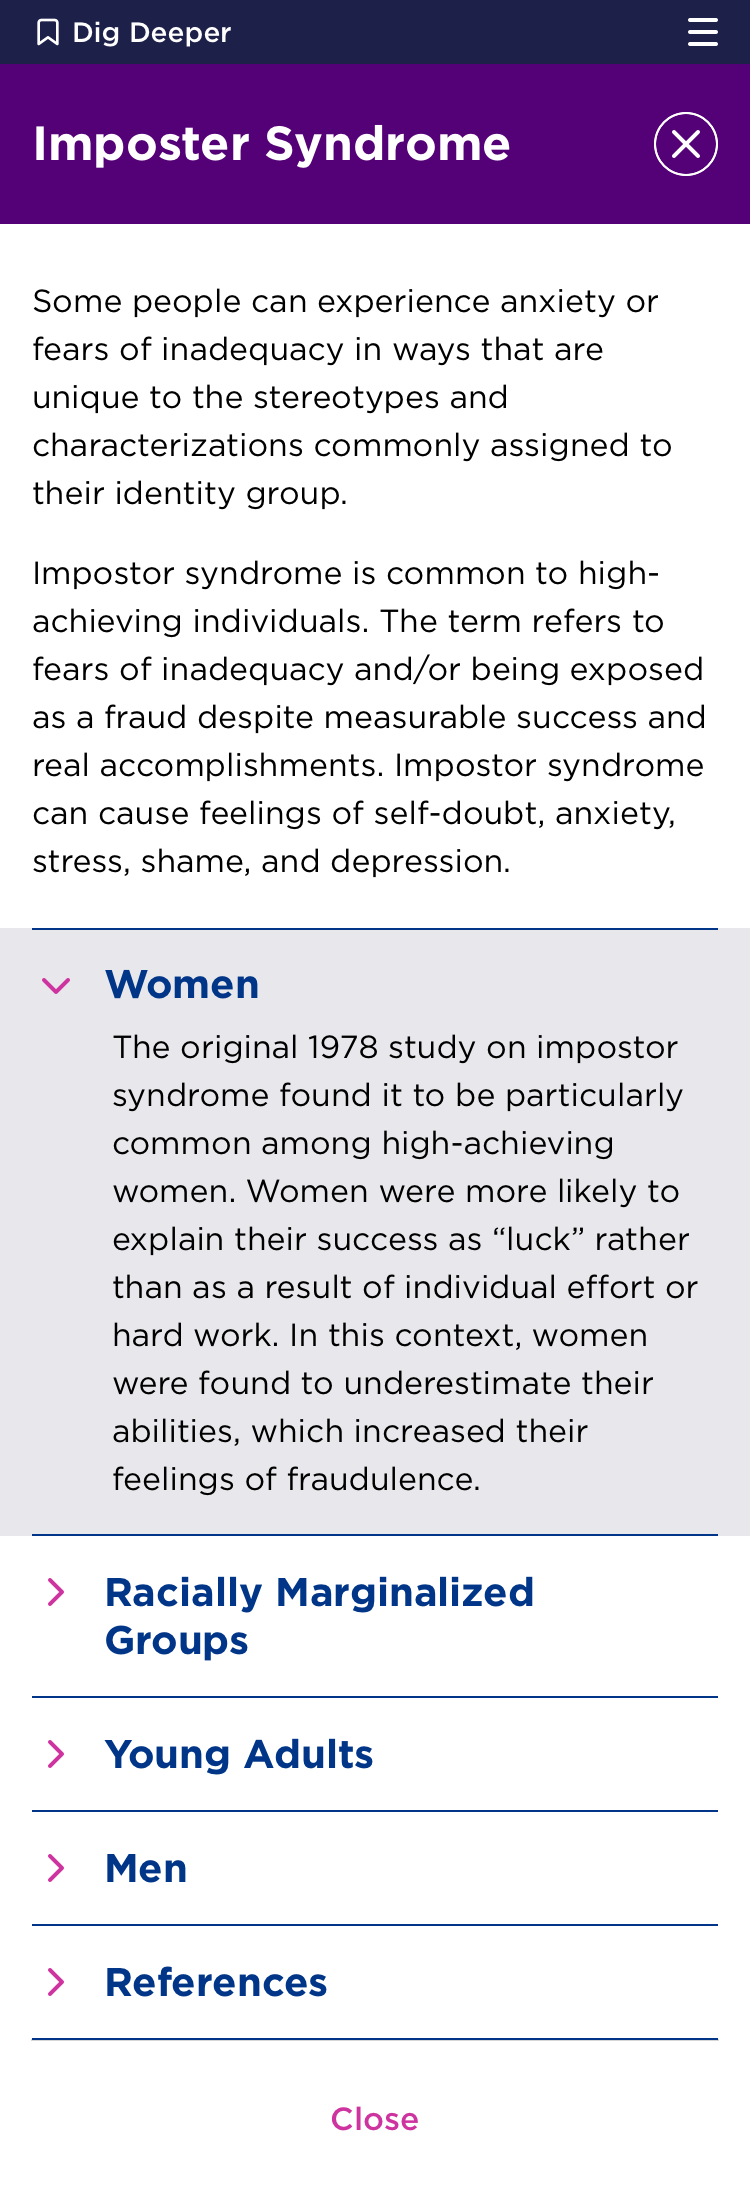 Dig Deeper
Imposter Syndrome
Some people can experience anxiety or
fears of inadequacy in ways that are
unique to the stereotypes and
characterizations commonly assigned to
their identity group.
Impostor syndrome is common to high-
achieving individuals. The term refers to
fears of inadequacy and/or being exposed
as a fraud despite measurable success and
real accomplishments. Impostor syndrome
can cause feelings of self-doubt, anxiety,
stress, shame, and depression.
Women
The original 1978 study on impostor
syndrome found it to be particularly
common among high-achieving
women. Women were more likely to
explain their success as “luck” rather
than as a result of individual effort or
hard work. In this context, women
were found to underestimate their
abilities, which increased their
feelings of fraudulence.
Racially Marginalized
Groups
Young Adults
Men
References
Close